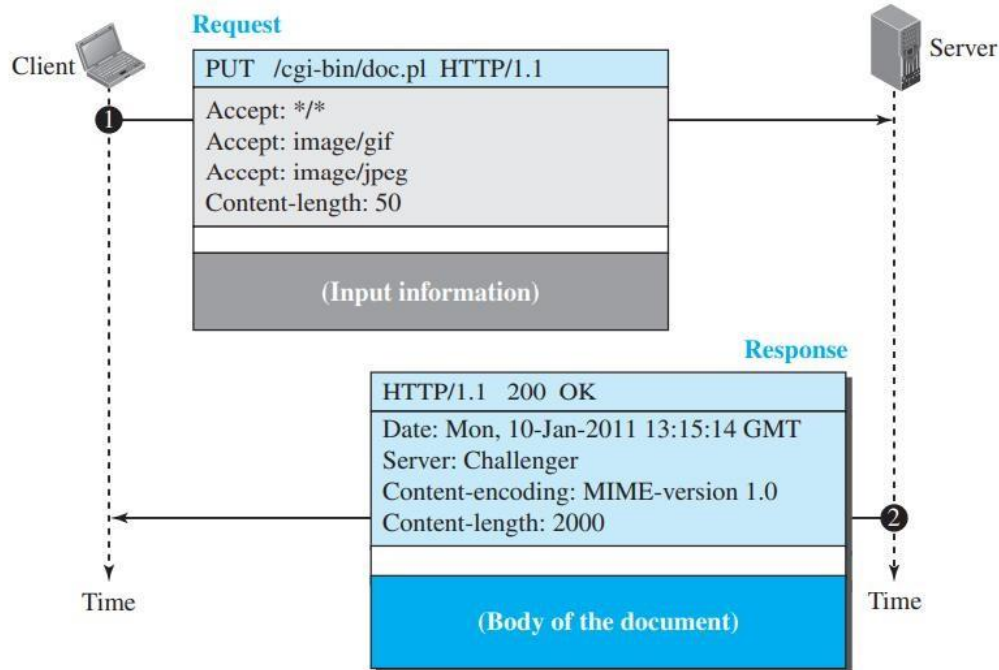 Request
Client
Server
PUT /cgi-bin/doc.pl HTTP/1.1
1
Accept: */*
Accept: image/gif
Accept: image/jpeg
Content-length: 50
(Input information)
Response
HTTP/1.1 200 OK
Date: Mon, 10-Jan-2011 13:15:14 GMT
Server: Challenger
Content-encoding: MIME-version 1.0
Content-length: 2000
2
Time
Time
(Body of the document)